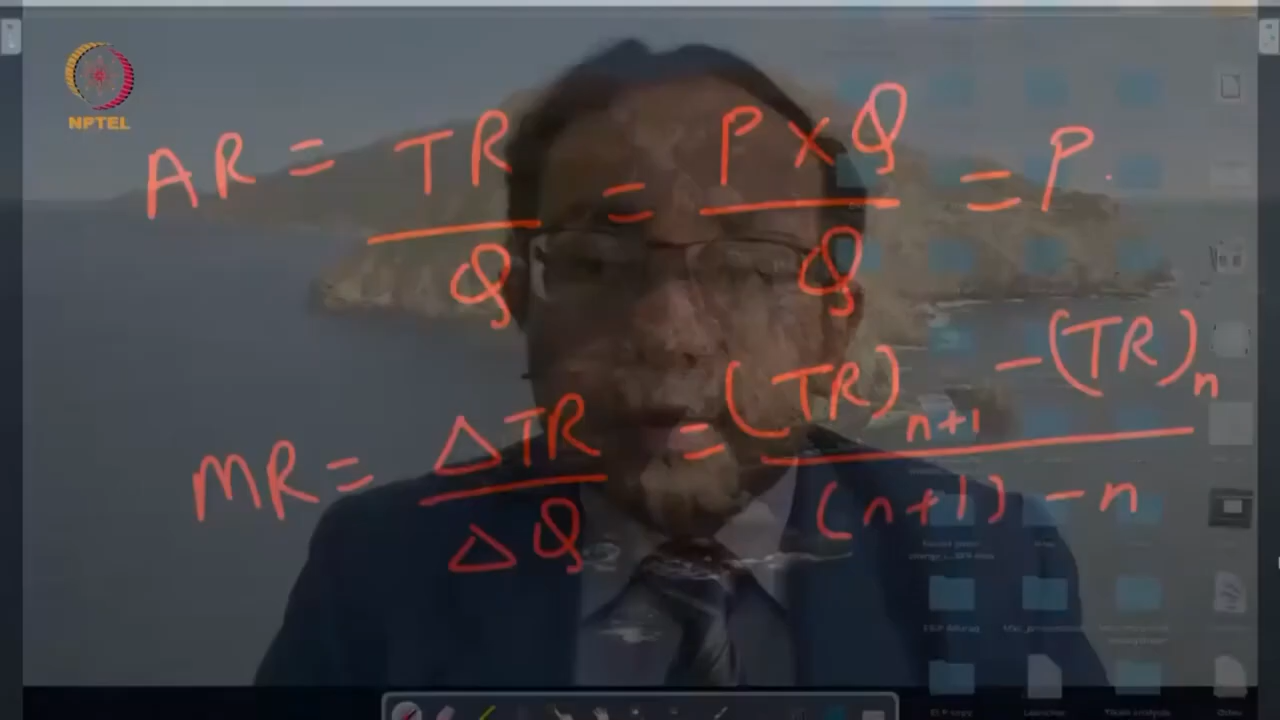 NPTEL
AR = TR / Q = P × Q / Q = P.
MR = ΔTR / ΔQ = (TR)n+1 - (TR)n / (n+1) - n